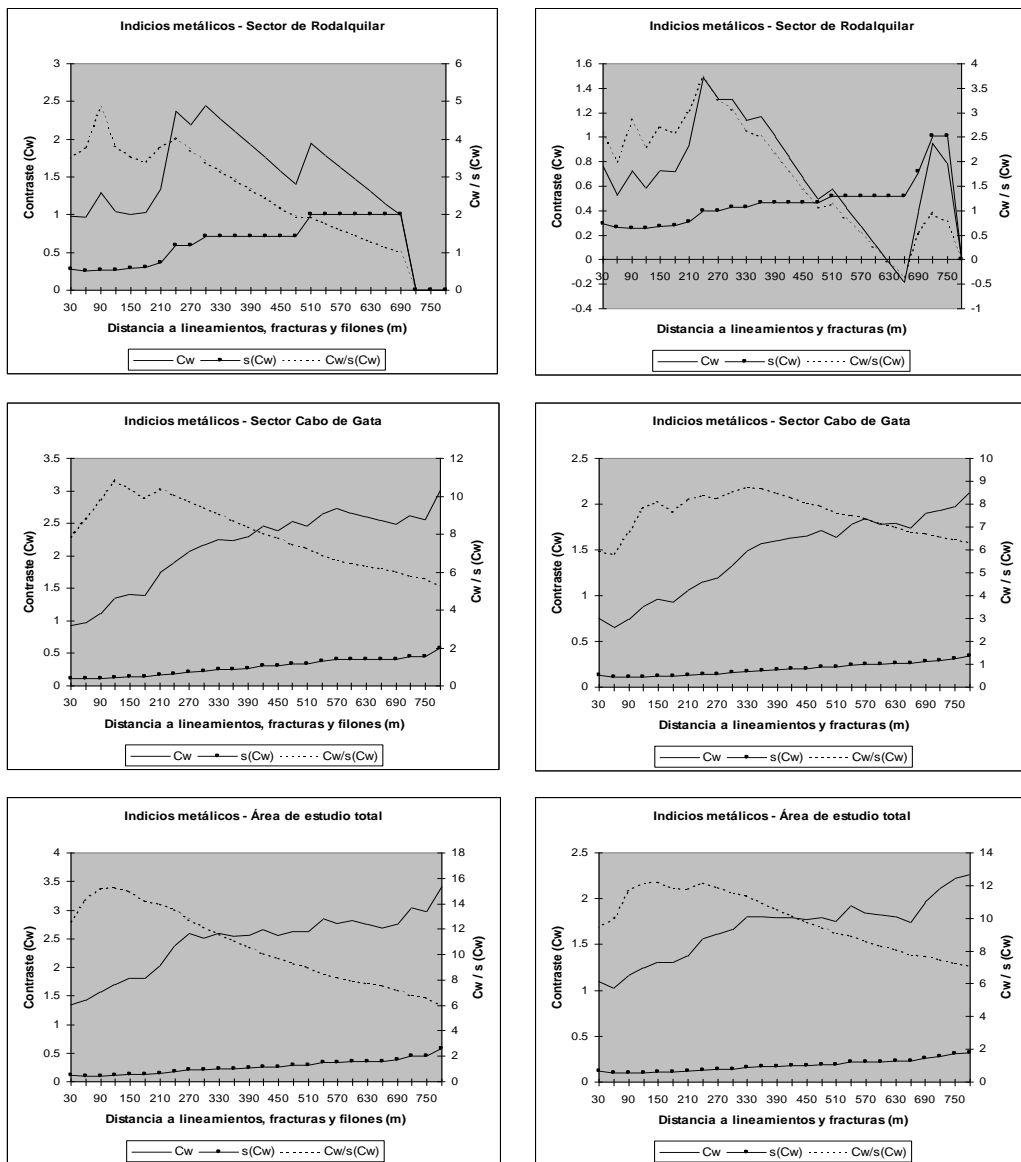 Indicios metálicos - Sector de Rodalquilar
Contraste (Cw)
3
2.5
2
1.5
1
0.5
0
6
5
4
3
2
1
0
Cw / s (Cw)
30 90 150 210 270 330 390 450 510 570 630 690 750
Distancia a lineamientos, fracturas y filones (m)
Cw s(Cw) Cw/s(Cw)
Indicios metálicos - Sector de Rodalquilar
Contraste (Cw)
1.6
1.4
1.2
1
0.8
0.6
0.4
0.2
0
-0.2
-0.4
4
3.5
3
2.5
2
1.5
1
0.5
0
-0.5
-1
Cw / s (Cw)
30 90 150 210 270 330 390 450 510 570 630 690 750
Distancia a lineamientos y fracturas (m)
Cw s(Cw) Cw/s(Cw)
Indicios metálicos - Sector Cabo de Gata
Contraste (Cw)
3.5
3
2.5
2
1.5
1
0.5
0
12
10
8
6
4
2
0
Cw / s (Cw)
30 90 150 210 270 330 390 450 510 570 630 690 750
Distancia a lineamientos, fracturas y filones (m)
Cw s(Cw) Cw/s(Cw)
Indicios metálicos - Sector Cabo de Gata
Contraste (Cw)
2.5
2
1.5
1
0.5
0
10
9
8
7
6
5
4
3
2
1
0
Cw / s (Cw)
30 90 150 210 270 330 390 450 510 570 630 690 750
Distancia a lineamientos y fracturas (m)
Cw s(Cw) Cw/s(Cw)
Indicios metálicos - Área de estudio total
Contraste (Cw)
4
3.5
3
2.5
2
1.5
1
0.5
0
18
16
14
12
10
8
6
4
2
0
Cw / s (Cw)
30 90 150 210 270 330 390 450 510 570 630 690 750
Distancia a lineamientos, fracturas y filones (m)
Cw s(Cw) Cw/s(Cw)
Indicios metálicos - Área de estudio total
Contraste (Cw)
2.5
2
1.5
1
0.5
0
14
12
10
8
6
4
2
0
Cw / s (Cw)
30 90 150 210 270 330 390 450 510 570 630 690 750
Distancia a lineamientos y fracturas (m)
Cw s(Cw) Cw/s(Cw)